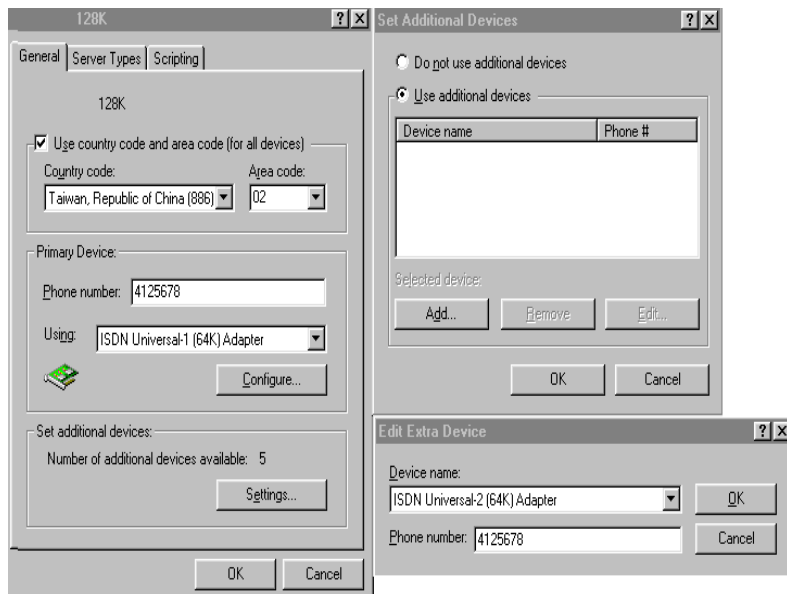 128K
General Server Types Scripting
128K
Use country code and area code (for all devices)
Country code: Area code:
Taiwan, Republic of China (886) 02
Primary Device:
Phone number: 4125678
Using: ISDN Universal-1 (64K) Adapter
Configure...
Set additional devices:
Number of additional devices available: 5
Settings...
OK Cancel
Set Additional Devices
Do not use additional devices
Use additional devices
Device name Phone #
Selected device:
Add... Remove Edit...
OK Cancel
Edit Extra Device
Device name:
ISDN Universal-2 (64K) Adapter OK
Phone number: 4125678 Cancel